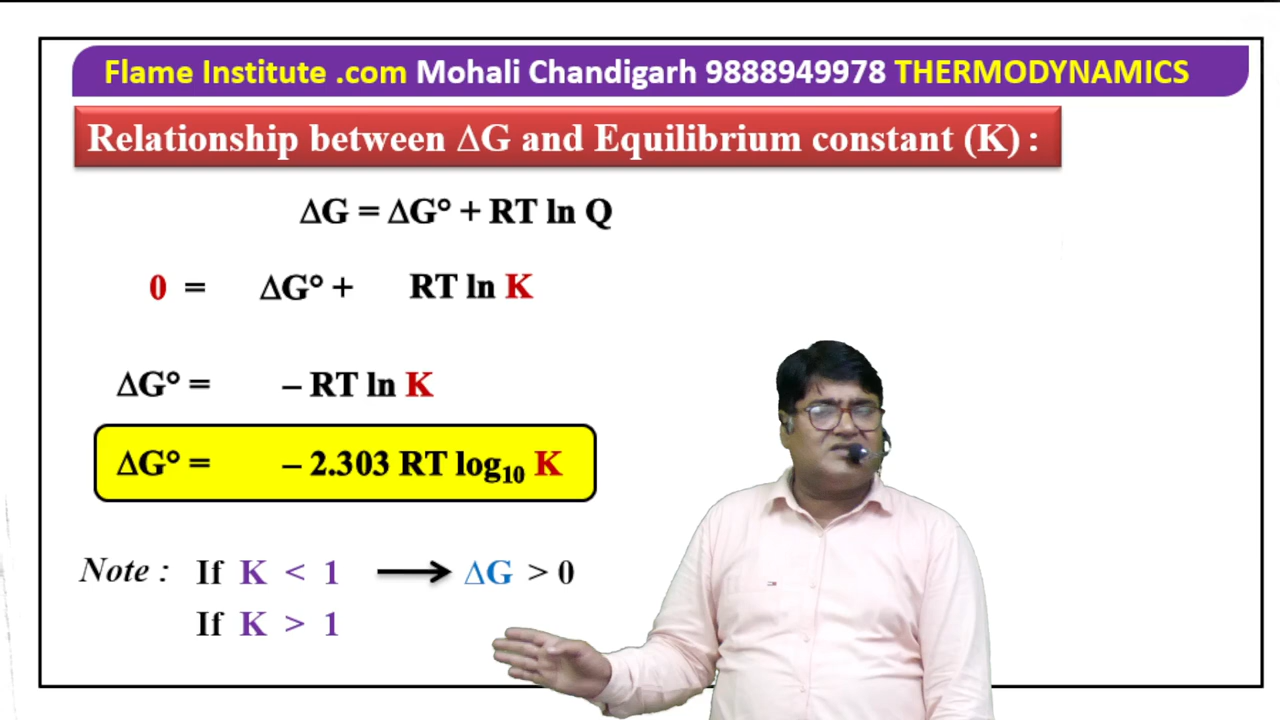 Flame Institute .com Mohali Chandigarh 9888949978 THERMODYNAMICS
Relationship between ΔG and Equilibrium constant (K) :
ΔG = ΔG° + RT ln Q
0 = ΔG° + RT ln K
ΔG° = – RT ln K
ΔG° = – 2.303 RT log₁₀ K
Note : If K < 1 ⟶ ΔG > 0
If K > 1